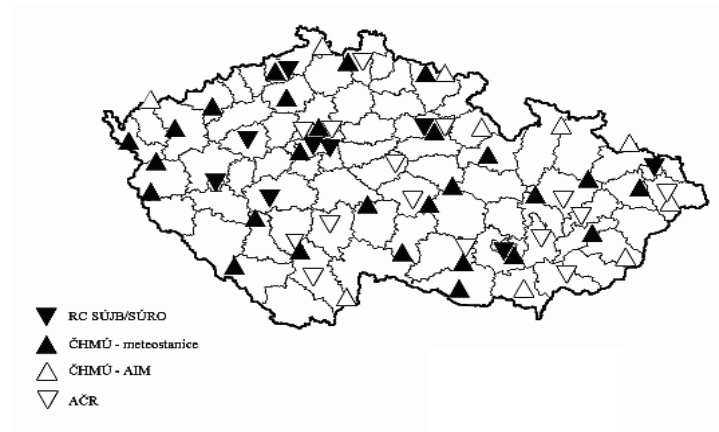 RC SÚJB/SÚRO
ČHMÚ - meteostanice
ČHMÚ - AIM
AČR